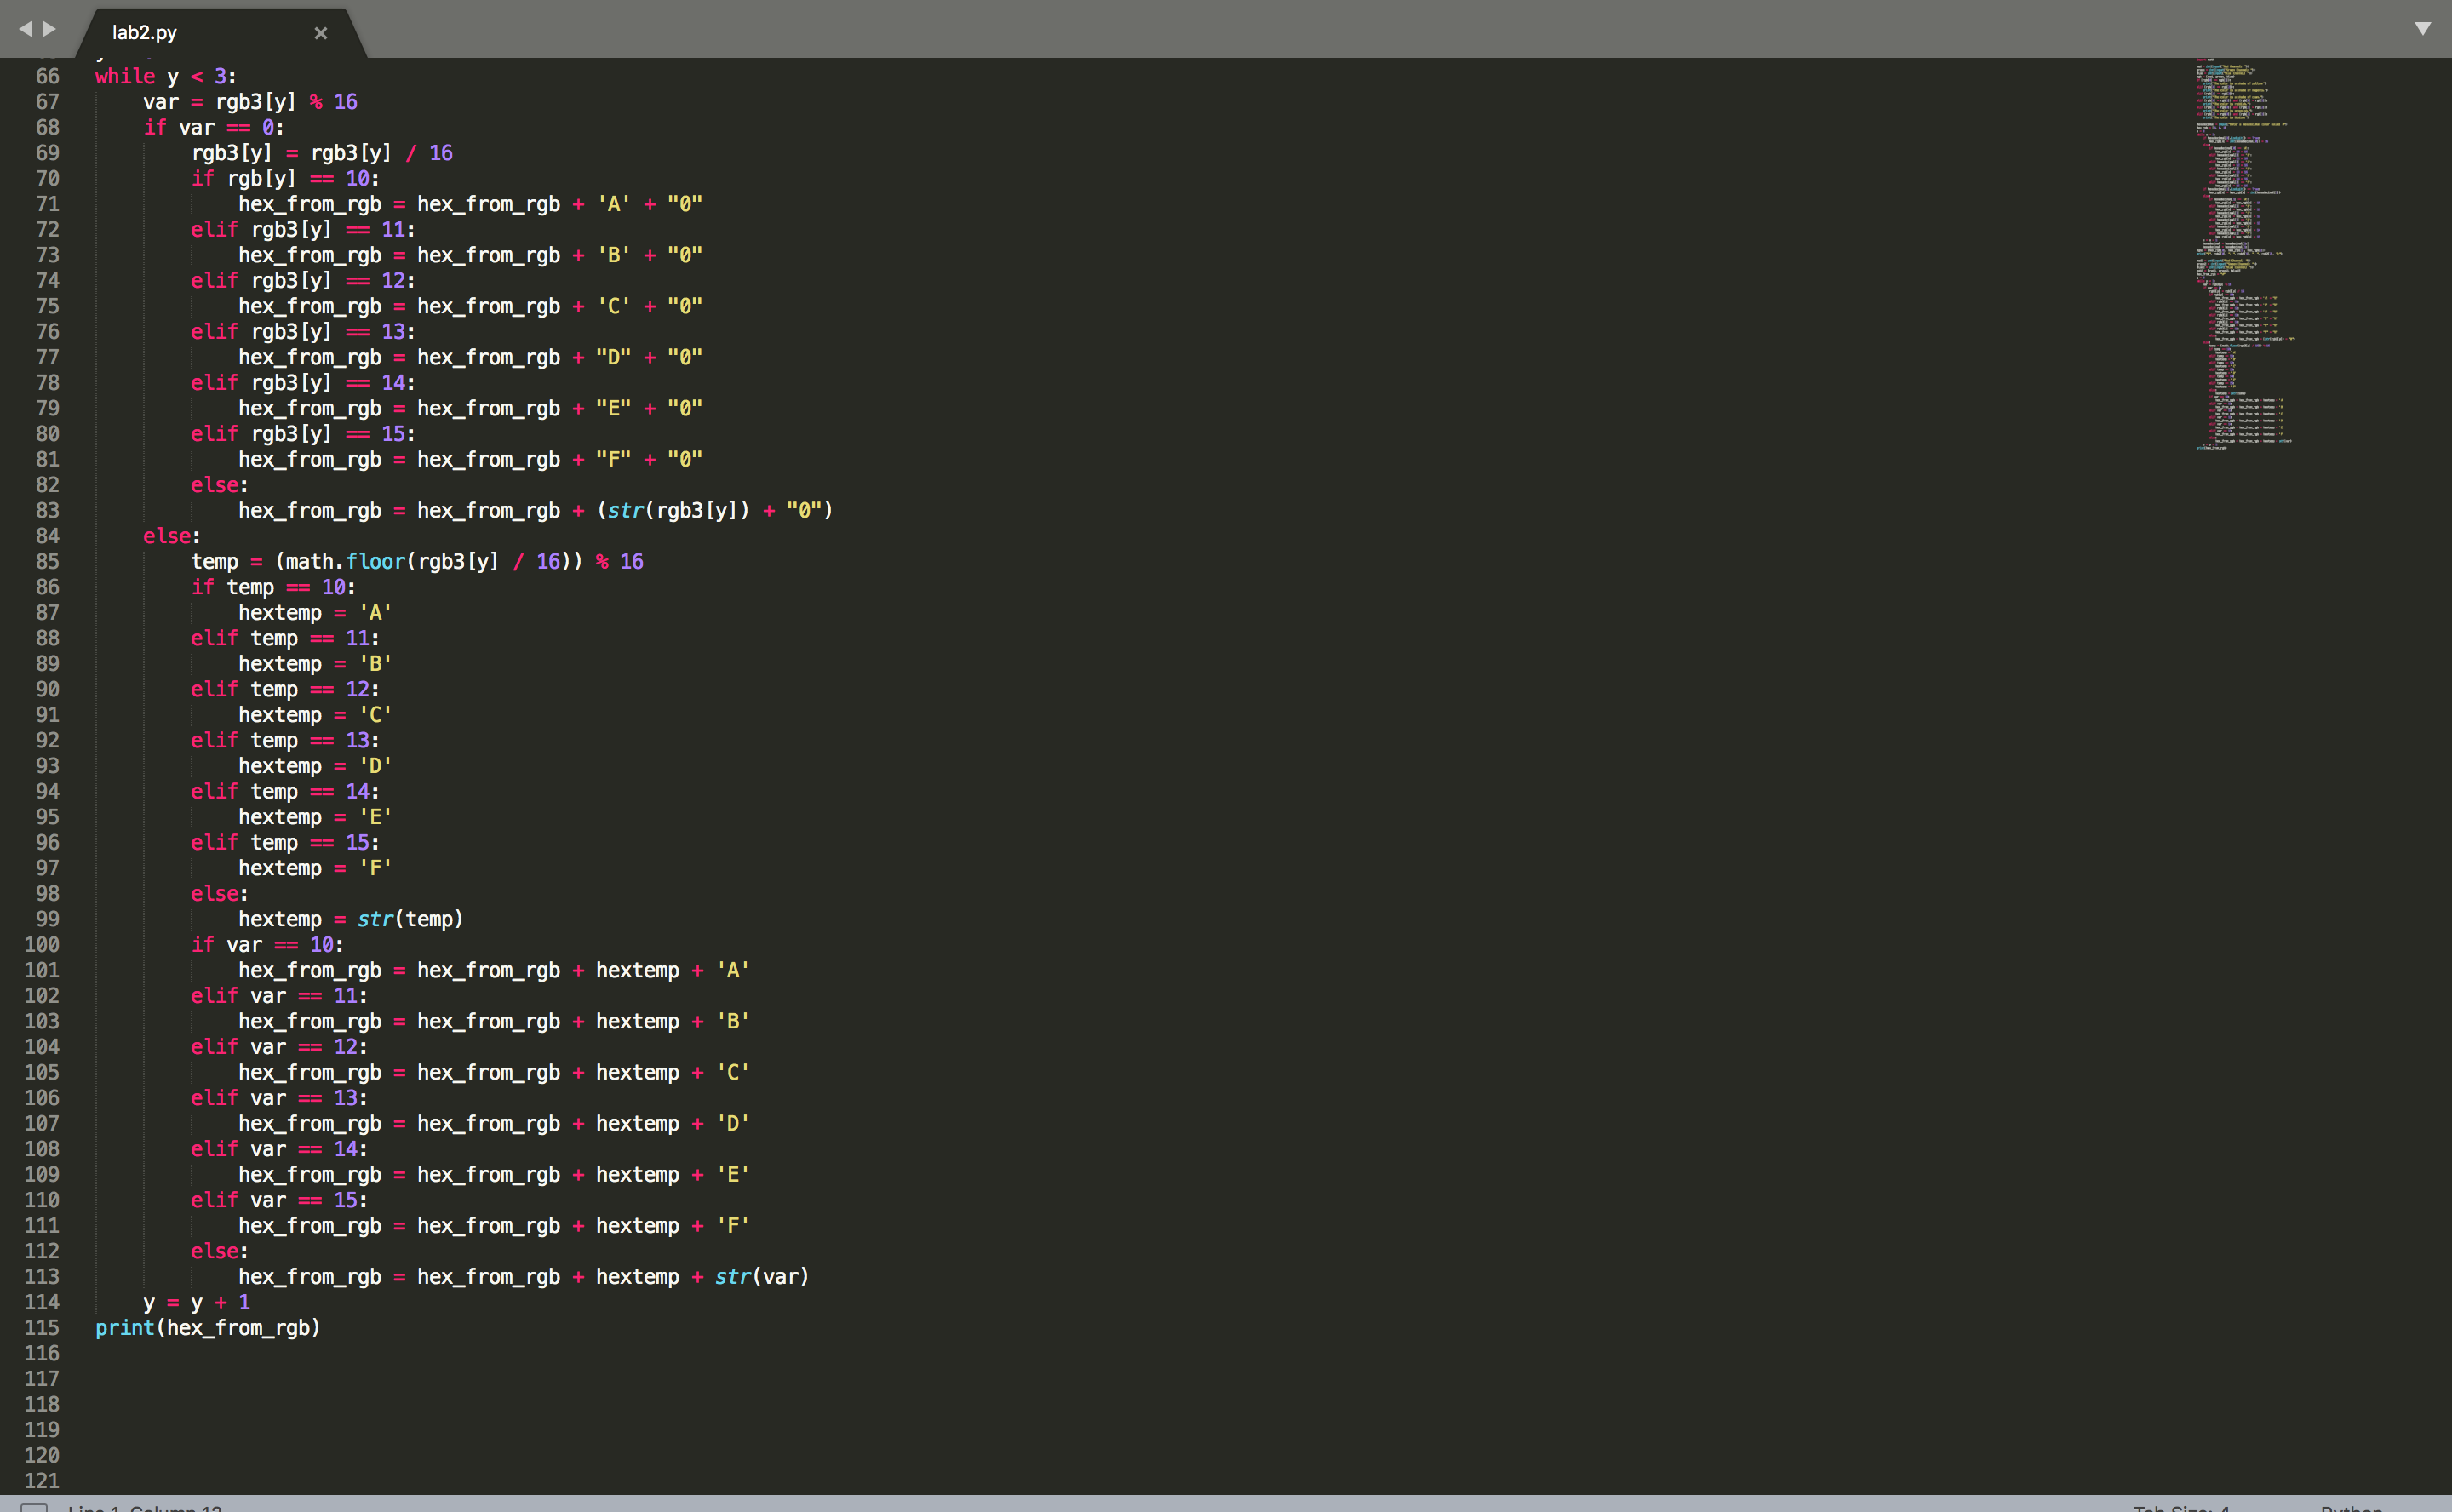 lab2.py
66 while y < 3:
67 var = rgb3[y] % 16
68 if var == 0:
69 rgb3[y] = rgb3[y] / 16
70 if rgb[y] == 10:
71 hex_from_rgb = hex_from_rgb + 'A' + "0"
72 elif rgb3[y] == 11:
73 hex_from_rgb = hex_from_rgb + 'B' + "0"
74 elif rgb3[y] == 12:
75 hex_from_rgb = hex_from_rgb + 'C' + "0"
76 elif rgb3[y] == 13:
77 hex_from_rgb = hex_from_rgb + "D" + "0"
78 elif rgb3[y] == 14:
79 hex_from_rgb = hex_from_rgb + "E" + "0"
80 elif rgb3[y] == 15:
81 hex_from_rgb = hex_from_rgb + "F" + "0"
82 else:
83 hex_from_rgb = hex_from_rgb + (str(rgb3[y]) + "0")
84 else:
85 temp = (math.floor(rgb3[y] / 16)) % 16
86 if temp == 10:
87 hextemp = 'A'
88 elif temp == 11:
89 hextemp = 'B'
90 elif temp == 12:
91 hextemp = 'C'
92 elif temp == 13:
93 hextemp = 'D'
94 elif temp == 14:
95 hextemp = 'E'
96 elif temp == 15:
97 hextemp = 'F'
98 else:
99 hextemp = str(temp)
100 if var == 10:
101 hex_from_rgb = hex_from_rgb + hextemp + 'A'
102 elif var == 11:
103 hex_from_rgb = hex_from_rgb + hextemp + 'B'
104 elif var == 12:
105 hex_from_rgb = hex_from_rgb + hextemp + 'C'
106 elif var == 13:
107 hex_from_rgb = hex_from_rgb + hextemp + 'D'
108 elif var == 14:
109 hex_from_rgb = hex_from_rgb + hextemp + 'E'
110 elif var == 15:
111 hex_from_rgb = hex_from_rgb + hextemp + 'F'
112 else:
113 hex_from_rgb = hex_from_rgb + hextemp + str(var)
114 y = y + 1
115 print(hex_from_rgb)
116
117
118
119
120
121
Line 1, Column 12
Tab Size: 4
Python